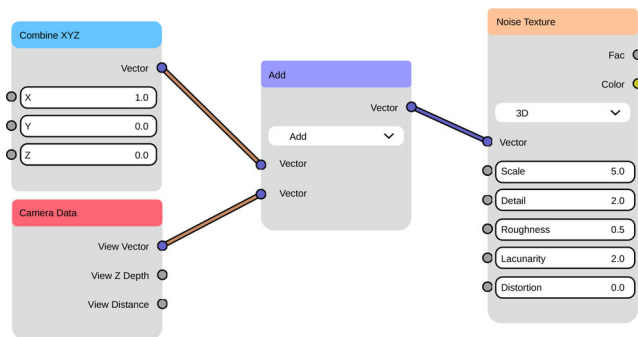 Combine XYZ
Vector
X 1.0
Y 0.0
Z 0.0
Camera Data
View Vector
View Z Depth
View Distance
Add
Vector
Add
Vector
Vector
Noise Texture
Fac
Color
3D
Vector
Scale 5.0
Detail 2.0
Roughness 0.5
Lacunarity 2.0
Distortion 0.0